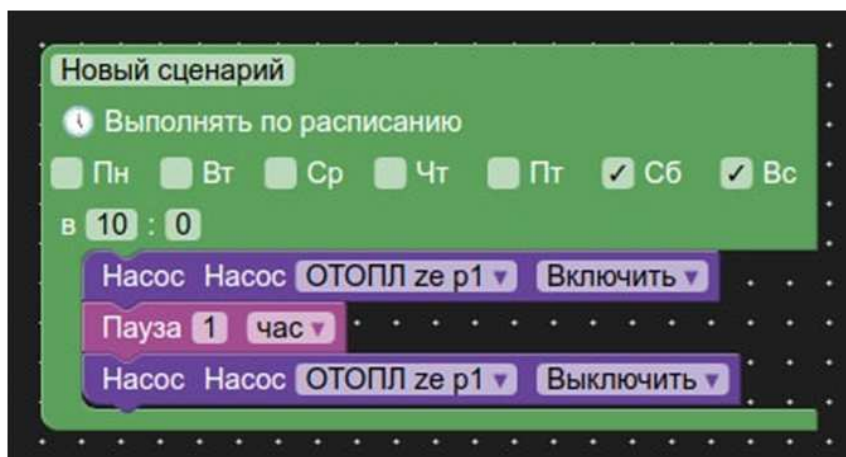 Новый сценарий
Выполнять по расписанию
Пн Вт Ср Чт Пт Сб Вс
в 10 : 0
Насос Насос ОТОПЛ ze p1 Включить
Пауза 1 час
Насос Насос ОТОПЛ ze p1 Выключить